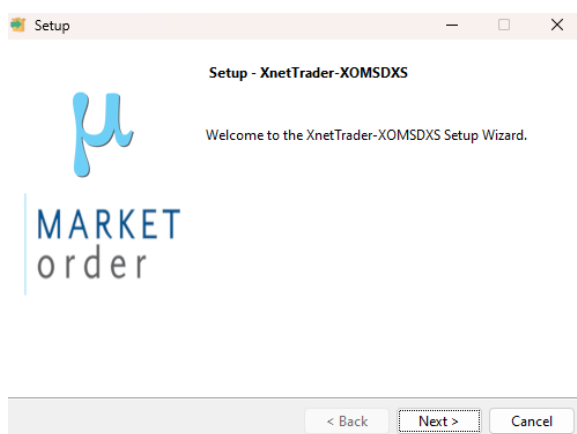 Setup
Setup - XnetTrader-XOMSDXS
Welcome to the XnetTrader-XOMSDXS Setup Wizard.
μ
MARKET
order
< Back
Next >
Cancel